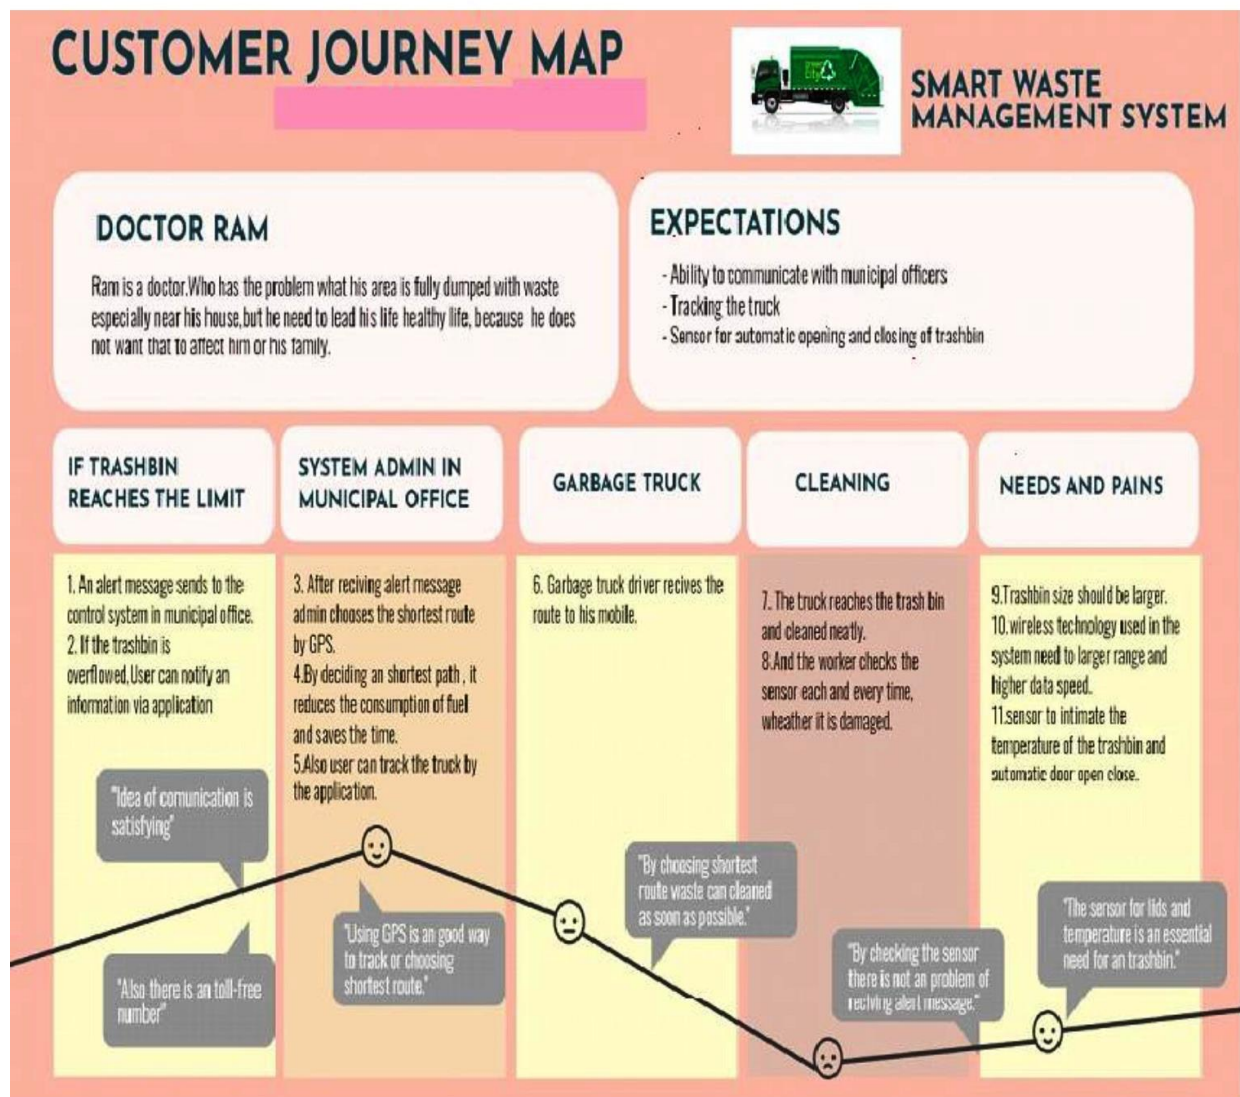 CUSTOMER JOURNEY MAP
SMART WASTE
MANAGEMENT SYSTEM
DOCTOR RAM
Ram is a doctor.Who has the problem what his area is fully dumped with waste
especially near his house,but he need to lead his life healthy life, because he does
not want that to affect him or his family.
EXPECTATIONS
- Ability to communicate with municipal officers
- Tracking the truck
- Sensor for automatic opening and closing of trashbin
IF TRASHBIN
REACHES THE LIMIT
SYSTEM ADMIN IN
MUNICIPAL OFFICE
GARBAGE TRUCK
CLEANING
NEEDS AND PAINS
1. An alert message sends to the
control system in municipal office.
2. If the trashbin is
overflowed,User can notify an
information via application
"Idea of comunication is
satisfying"
"Also there is an toll-free
number"
3. After reciving alert message
admin chooses the shortest route
by GPS.
4.By deciding an shortest path , it
reduces the consumption of fuel
and saves the time.
5.Also user can track the truck by
the application.
"Using GPS is an good way
to track or choosing
shortest route."
6. Garbage truck driver recives the
route to his mobile.
"By choosing shortest
route waste can cleaned
as soon as possible."
7. The truck reaches the trash bin
and cleaned neatly.
8.And the worker checks the
sensor each and every time,
wheather it is damaged.
"By checking the sensor
there is not an problem of
reciving alert message."
9.Trashbin size should be larger.
10.wireless technology used in the
system need to larger range and
higher data speed.
11.sensor to intimate the
temperature of the trashbin and
automatic door open close..
"The sensor for lids and
temperature is an essential
need for an trashbin."